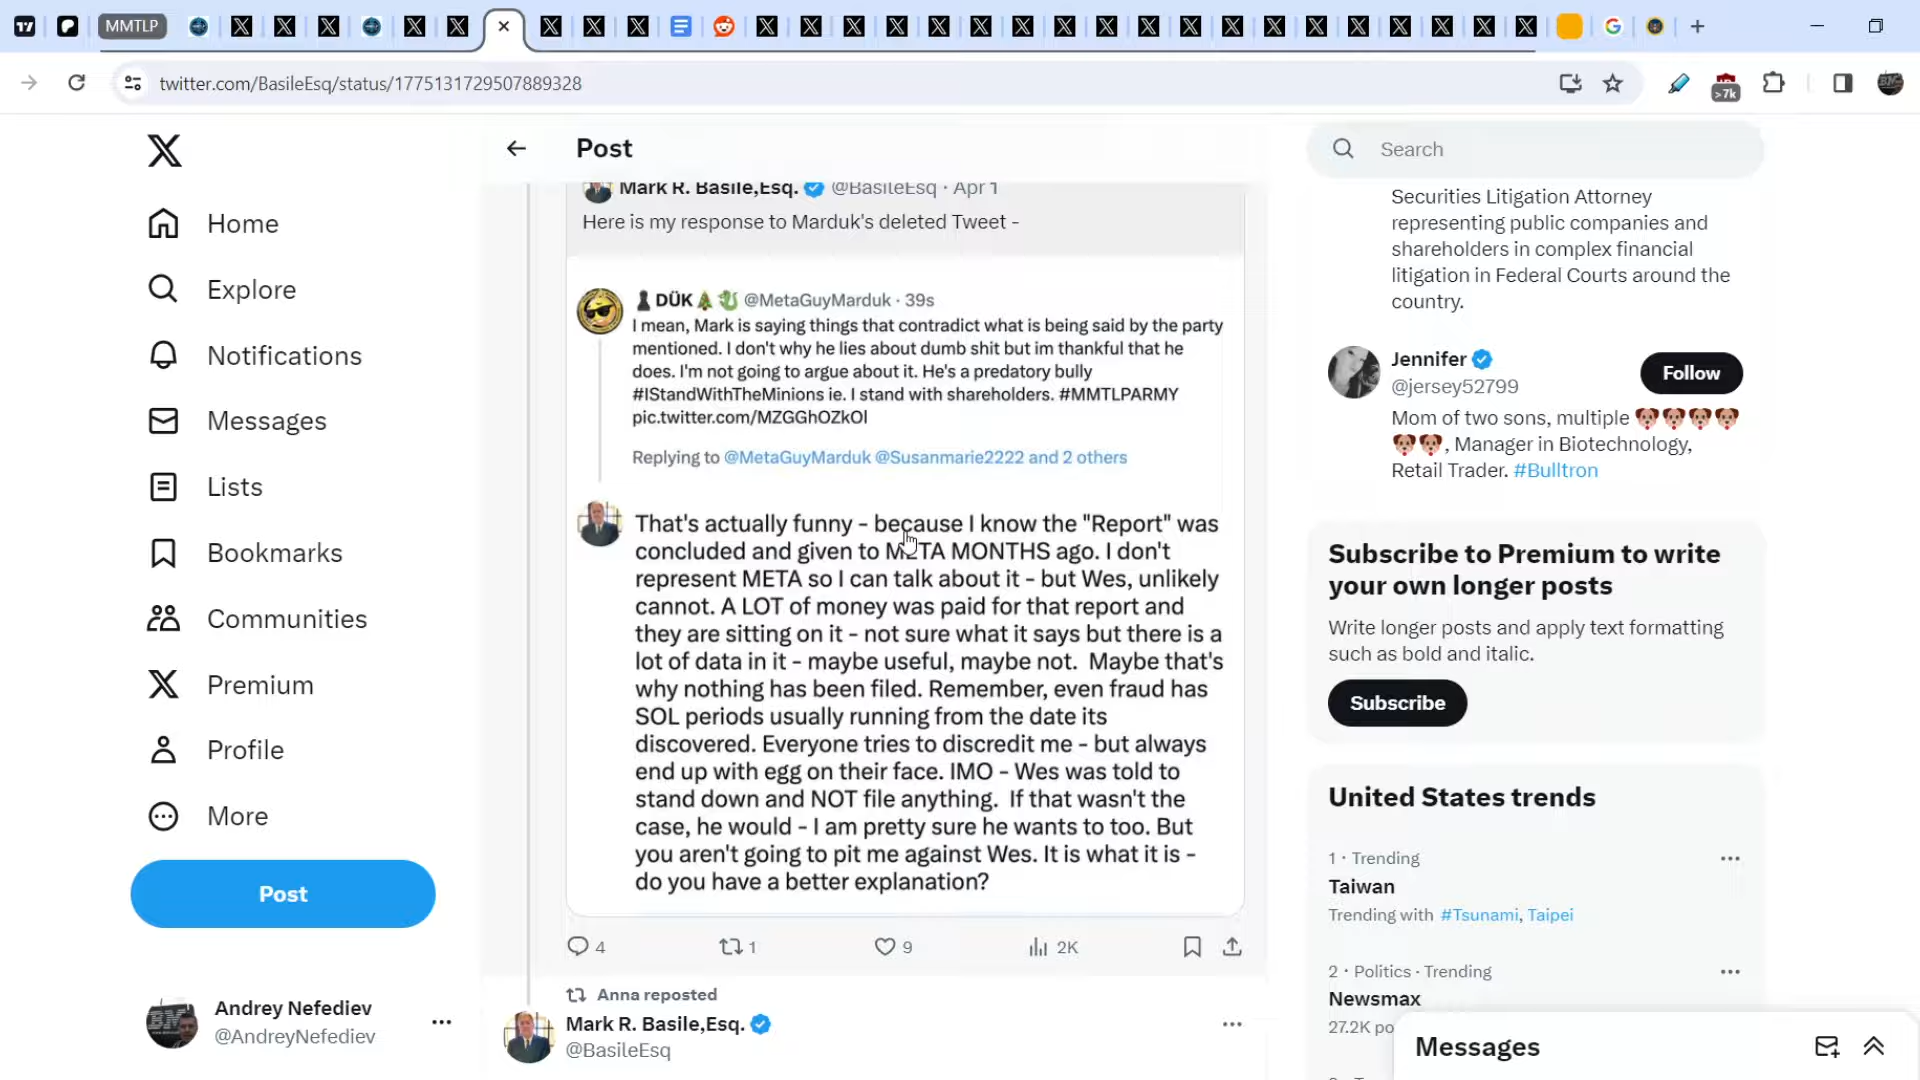 MMTLP
twitter.com/BasileEsq/status/1775131729507889328
>7k
Home
Explore
Notifications
Messages
Lists
Bookmarks
Communities
Premium
Profile
More
Post
Andrey Nefediev
@AndreyNefediev
Post
Mark R. Basile,Esq. @BasileEsq · Apr 1
Here is my response to Marduk's deleted Tweet -
DÜK @MetaGuyMarduk · 39s
I mean, Mark is saying things that contradict what is being said by the party
mentioned. I don't why he lies about dumb shit but im thankful that he
does. I'm not going to argue about it. He's a predatory bully
#IStandWithTheMinions ie. I stand with shareholders. #MMTLPARMY
pic.twitter.com/MZGGhOZkOl
Replying to @MetaGuyMarduk @Susanmarie2222 and 2 others
That's actually funny - because I know the "Report" was
concluded and given to META MONTHS ago. I don't
represent META so I can talk about it - but Wes, unlikely
cannot. A LOT of money was paid for that report and
they are sitting on it - not sure what it says but there is a
lot of data in it - maybe useful, maybe not. Maybe that's
why nothing has been filed. Remember, even fraud has
SOL periods usually running from the date its
discovered. Everyone tries to discredit me - but always
end up with egg on their face. IMO - Wes was told to
stand down and NOT file anything. If that wasn't the
case, he would - I am pretty sure he wants to too. But
you aren't going to pit me against Wes. It is what it is -
do you have a better explanation?
4 1 9 2K
Anna reposted
Mark R. Basile,Esq.
@BasileEsq
Search
Securities Litigation Attorney
representing public companies and
shareholders in complex financial
litigation in Federal Courts around the
country.
Jennifer
@jersey52799
Follow
Mom of two sons, multiple
, Manager in Biotechnology,
Retail Trader. #Bulltron
Subscribe to Premium to write
your own longer posts
Write longer posts and apply text formatting
such as bold and italic.
Subscribe
United States trends
1 · Trending
Taiwan
Trending with #Tsunami, Taipei
2 · Politics · Trending
Newsmax
27.2K po
Messages